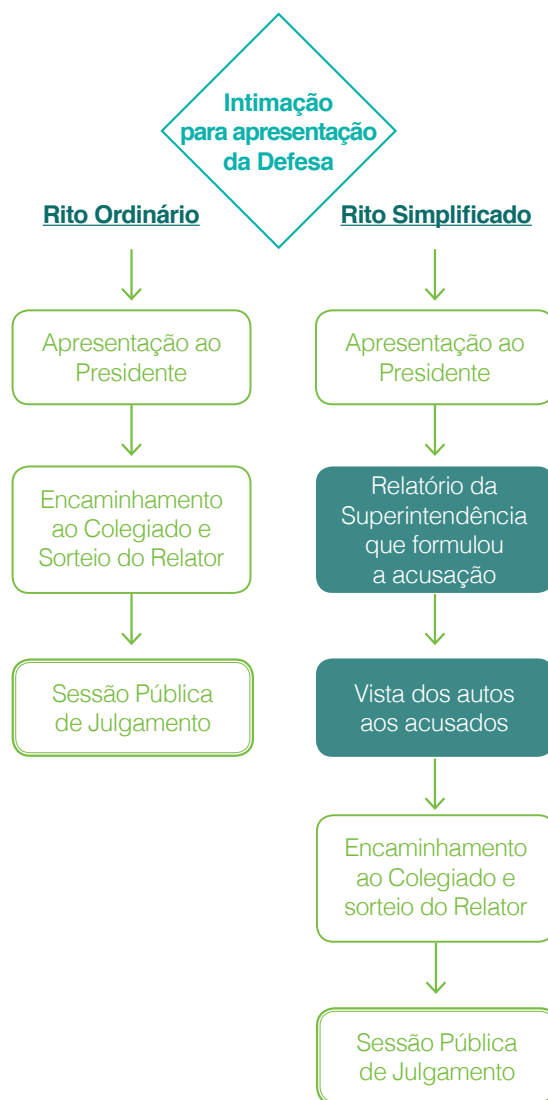 Intimação
para apresentação
da Defesa
Rito Ordinário
Apresentação ao
Presidente
Encaminhamento
ao Colegiado e
Sorteio do Relator
Sessão Pública
de Julgamento
Rito Simplificado
Apresentação ao
Presidente
Relatório da
Superintendência
que formulou
a acusação
Vista dos autos
aos acusados
Encaminhamento
ao Colegiado e
sorteio do Relator
Sessão Pública
de Julgamento